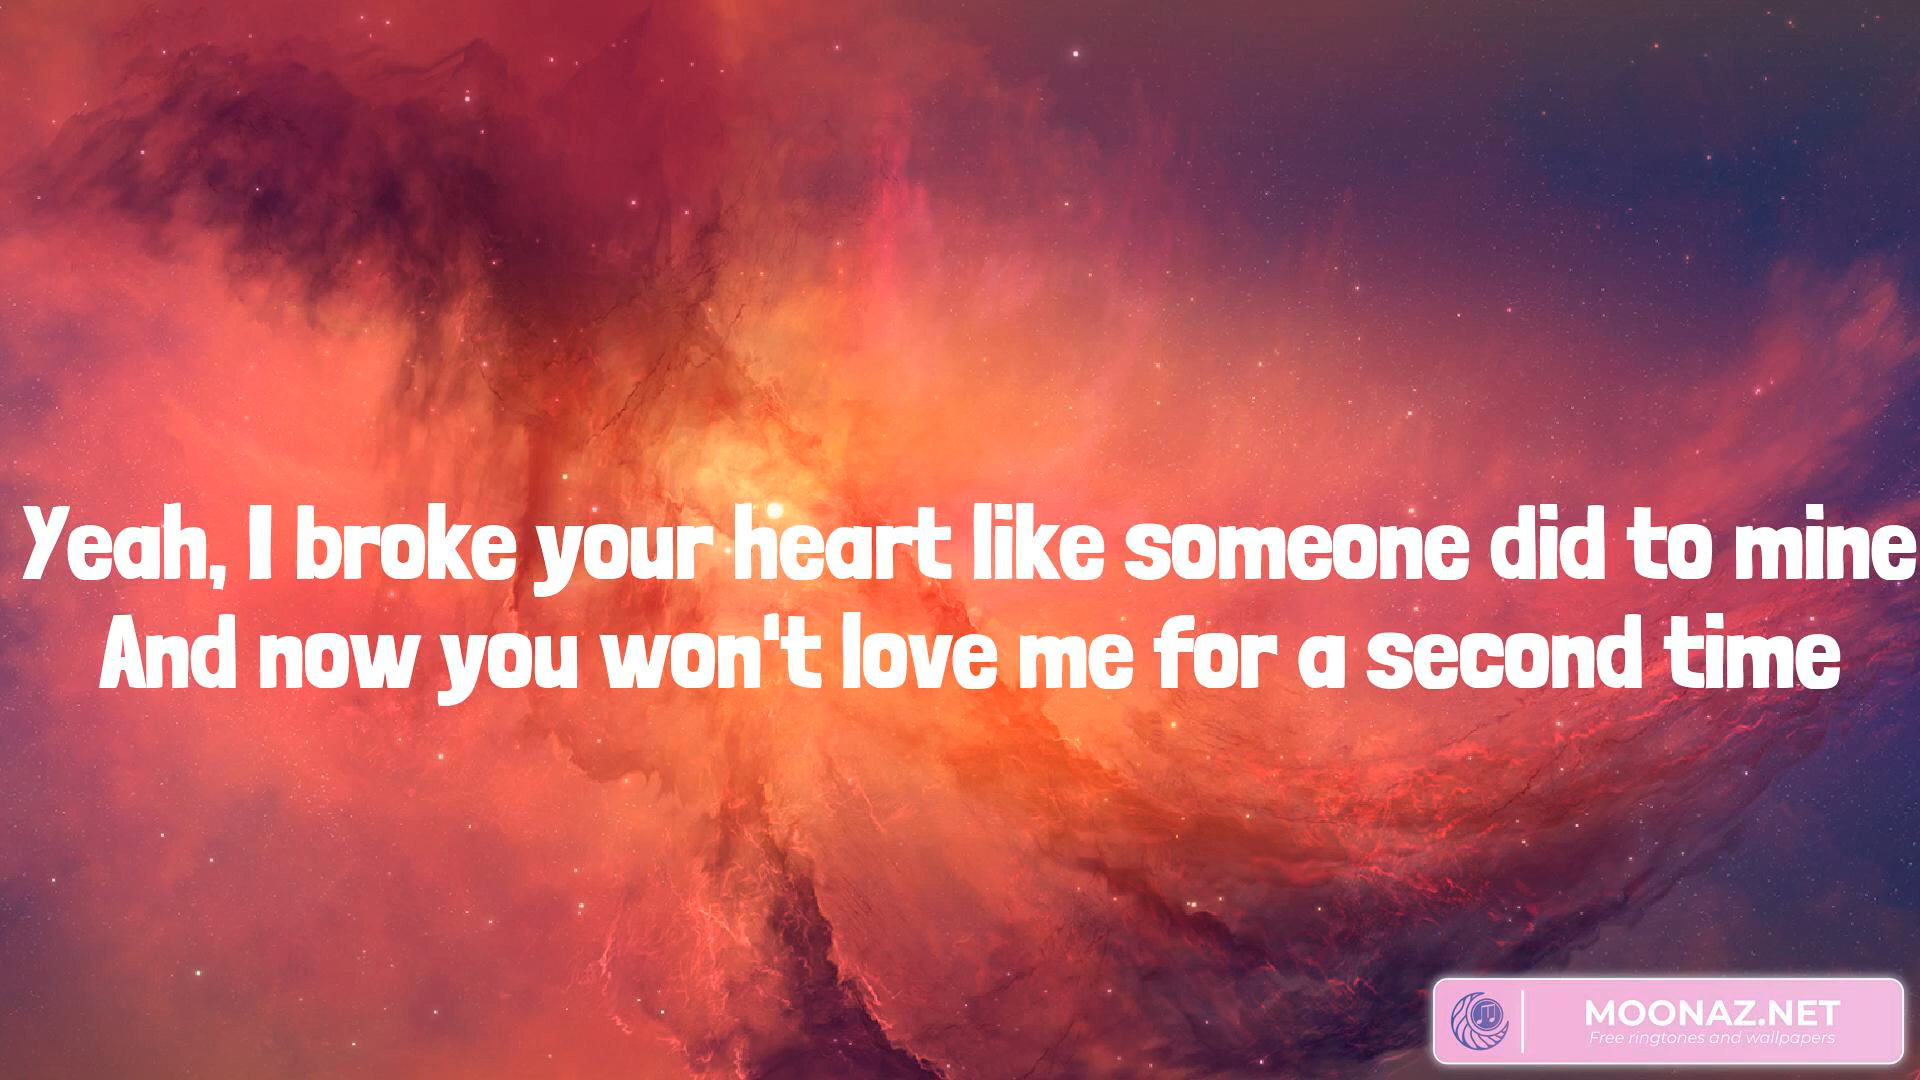 Yeah, I broke your heart like someone did to mine
And now you won't love me for a second time
MOONAZ.NET
Free ringtones and wallpapers